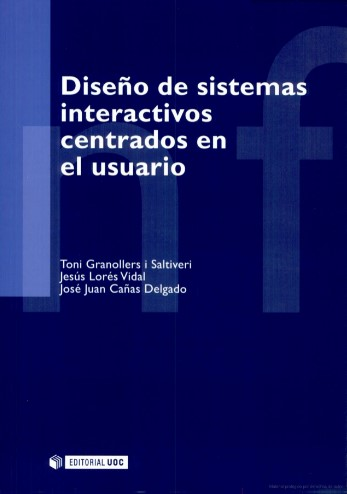 Diseño de sistemas
interactivos
centrados en
el usuario
Toni Granollers i Saltiveri
Jesús Lorés Vidal
José Juan Cañas Delgado
EDITORIAL UOC